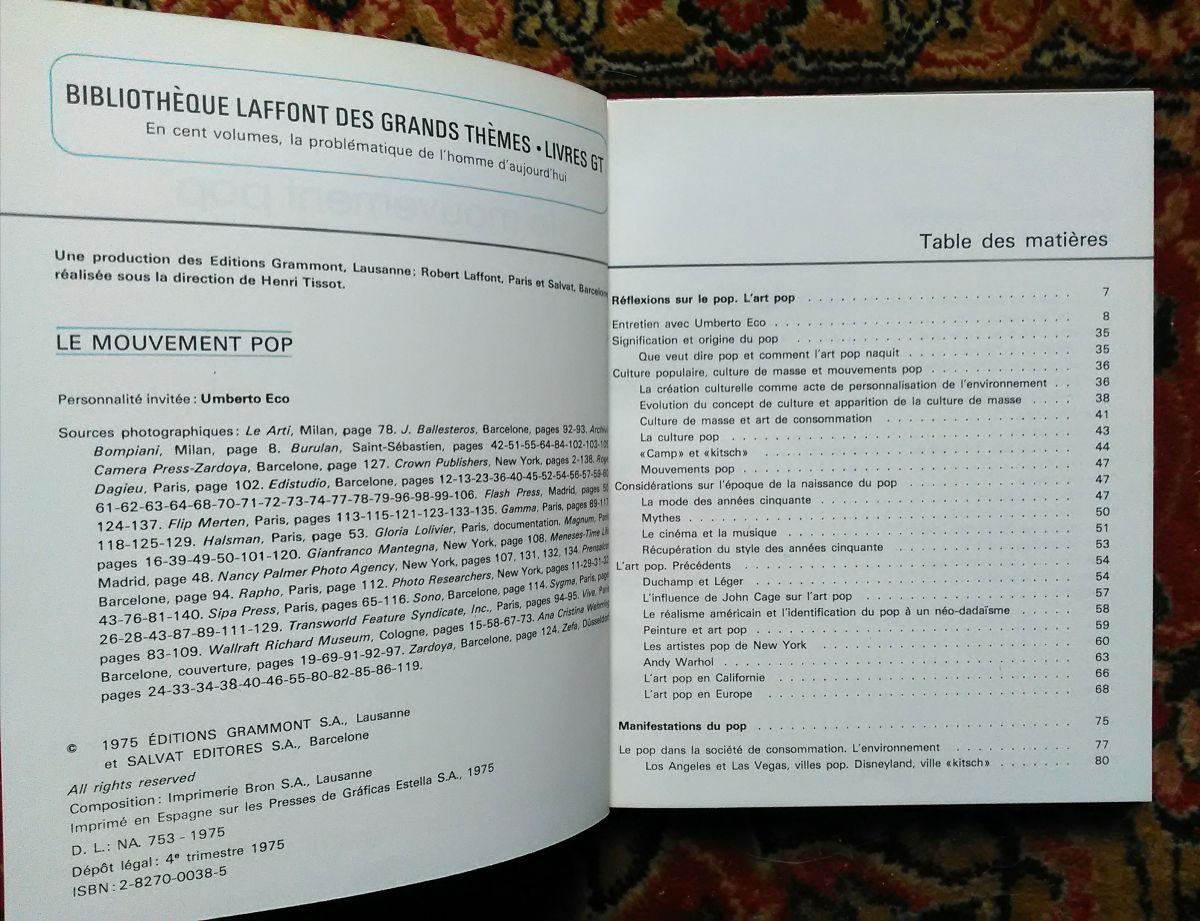 BIBLIOTHÈQUE LAFFONT DES GRANDS THÈMES • LIVRES GT
En cent volumes, la problématique de l'homme d'aujourd'hui
Une production des Editions Grammont, Lausanne; Robert Laffont, Paris et Salvat, Barcelone
réalisée sous la direction de Henri Tissot.
LE MOUVEMENT POP
Personnalité invitée : Umberto Eco
Sources photographiques : Le Arti, Milan, page 78. J. Ballesteros, Barcelone, pages 92-93.
Bompiani, Milan, page 8. Burulan, Saint-Sébastien, pages 42-51-55-64-84-102-103-
Camera Press-Zardoya, Barcelone, page 127. Crown Publishers, New York, pages 2-138.
Dagieu, Paris, page 102. Edistudio, Barcelone, pages 12-13-23-36-40-45-52-54-56-57-59-60
61-62-63-64-68-70-71-72-73-74-77-78-79-96-98-99-106. Flash Press, Madrid, pages
124-137. Flip Merten, Paris, pages 113-115-121-123-133-135. Gamma, Paris, pages
118-125-129. Halsman, Paris, page 53. Gloria Lolivier, Paris, documentation. Magnum, Paris
pages 16-39-49-50-101-120. Gianfranco Mantegna, New York, page 108. Meneses-Time Life
Madrid, page 48. Nancy Palmer Photo Agency, New York, pages 107, 131, 132, 134.
Barcelone, page 94. Rapho, Paris, page 112. Photo Researchers, New York, pages 11-29-31-32
43-76-81-140. Sipa Press, Paris, pages 65-116. Sono, Barcelone, page 114. Sygma, Paris, page
26-28-43-87-89-111-129. Transworld Feature Syndicate, Inc., Paris, pages 94-95. Viva, Paris
pages 83-109. Wallraft Richard Museum, Cologne, pages 15-58-67-73. Ana Cristina
Barcelone, couverture, pages 19-69-91-92-97. Zardoya, Barcelone, page 124. Zefa, Düsseldorf
pages 24-33-34-38-40-46-55-80-82-85-86-119.
© 1975 ÉDITIONS GRAMMONT S.A., Lausanne
et SALVAT EDITORES S.A., Barcelone
All rights reserved
Composition : Imprimerie Bron S.A., Lausanne
Imprimé en Espagne sur les Presses de Gráficas Estella S.A., 1975
D. L.: NA. 753 - 1975
Dépôt légal : 4e trimestre 1975
ISBN : 2-8270-0038-5
Table des matières
Réflexions sur le pop. L'art pop 7
Entretien avec Umberto Eco 8
Signification et origine du pop 35
Que veut dire pop et comment l'art pop naquit 35
Culture populaire, culture de masse et mouvements pop 36
La création culturelle comme acte de personnalisation de l'environnement 36
Evolution du concept de culture et apparition de la culture de masse 38
Culture de masse et art de consommation 41
La culture pop 43
«Camp» et «kitsch» 44
Mouvements pop 47
Considérations sur l'époque de la naissance du pop 47
La mode des années cinquante 47
Mythes 50
Le cinéma et la musique 51
Récupération du style des années cinquante 53
L'art pop. Précédents 54
Duchamp et Léger 54
L'influence de John Cage sur l'art pop 57
Le réalisme américain et l'identification du pop à un néo-dadaïsme 58
Peinture et art pop 59
Les artistes pop de New York 60
Andy Warhol 63
L'art pop en Californie 66
L'art pop en Europe 68
Manifestations du pop 75
Le pop dans la société de consommation. L'environnement 77
Los Angeles et Las Vegas, villes pop. Disneyland, ville «kitsch» 80